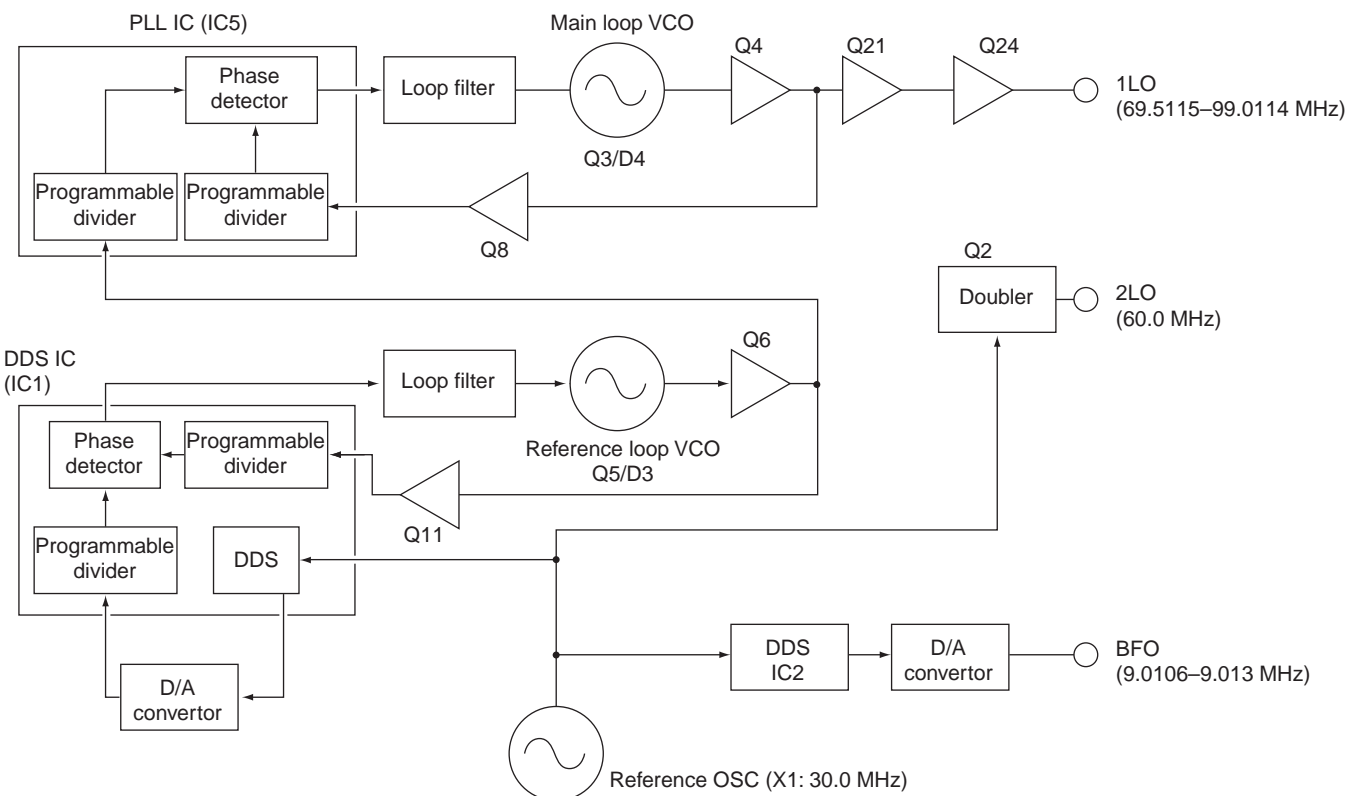 PLL IC (IC5)
Main loop VCO
Q4
Q21
Q24
Phase
detector
Loop filter
1LO
(69.5115–99.0114 MHz)
Q3/D4
Programmable
divider
Programmable
divider
Q8
Q2
Doubler
2LO
(60.0 MHz)
DDS IC
(IC1)
Loop filter
Q6
Phase
detector
Programmable
divider
Reference loop VCO
Q5/D3
Q11
Programmable
divider
DDS
DDS
IC2
D/A
convertor
BFO
(9.0106–9.013 MHz)
D/A
convertor
Reference OSC (X1: 30.0 MHz)